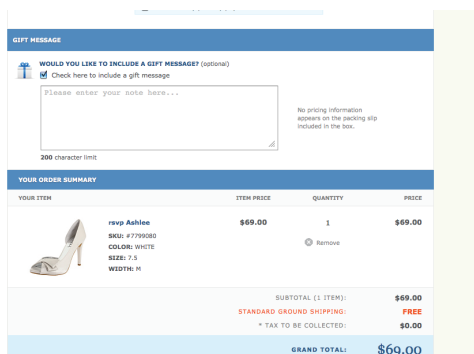 GIFT MESSAGE
WOULD YOU LIKE TO INCLUDE A GIFT MESSAGE? (optional)
Check here to include a gift message
Please enter your note here...
No pricing information
appears on the packing slip
included in the box.
200 character limit
YOUR ORDER SUMMARY
YOUR ITEM ITEM PRICE QUANTITY PRICE
rsvp Ashlee $69.00 1 $69.00
SKU: #7799080
COLOR: WHITE Remove
SIZE: 7.5
WIDTH: M
SUBTOTAL (1 ITEM): $69.00
STANDARD GROUND SHIPPING: FREE
* TAX TO BE COLLECTED: $0.00
GRAND TOTAL: $69.00